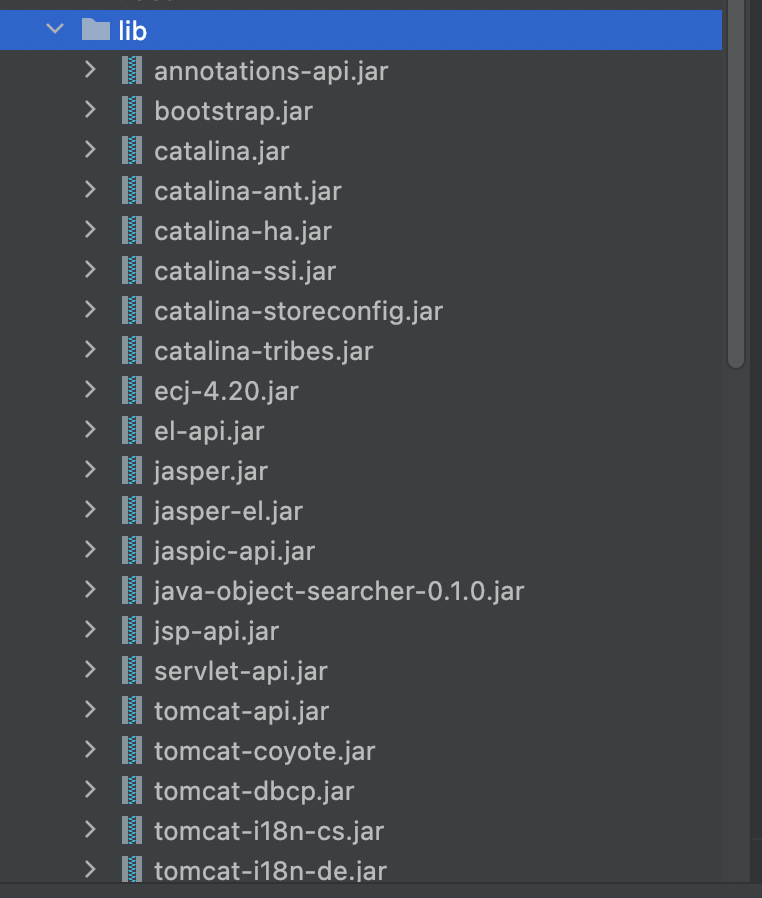 lib
annotations-api.jar
bootstrap.jar
catalina.jar
catalina-ant.jar
catalina-ha.jar
catalina-ssi.jar
catalina-storeconfig.jar
catalina-tribes.jar
ecj-4.20.jar
el-api.jar
jasper.jar
jasper-el.jar
jaspic-api.jar
java-object-searcher-0.1.0.jar
jsp-api.jar
servlet-api.jar
tomcat-api.jar
tomcat-coyote.jar
tomcat-dbcp.jar
tomcat-i18n-cs.jar
tomcat-i18n-de.jar